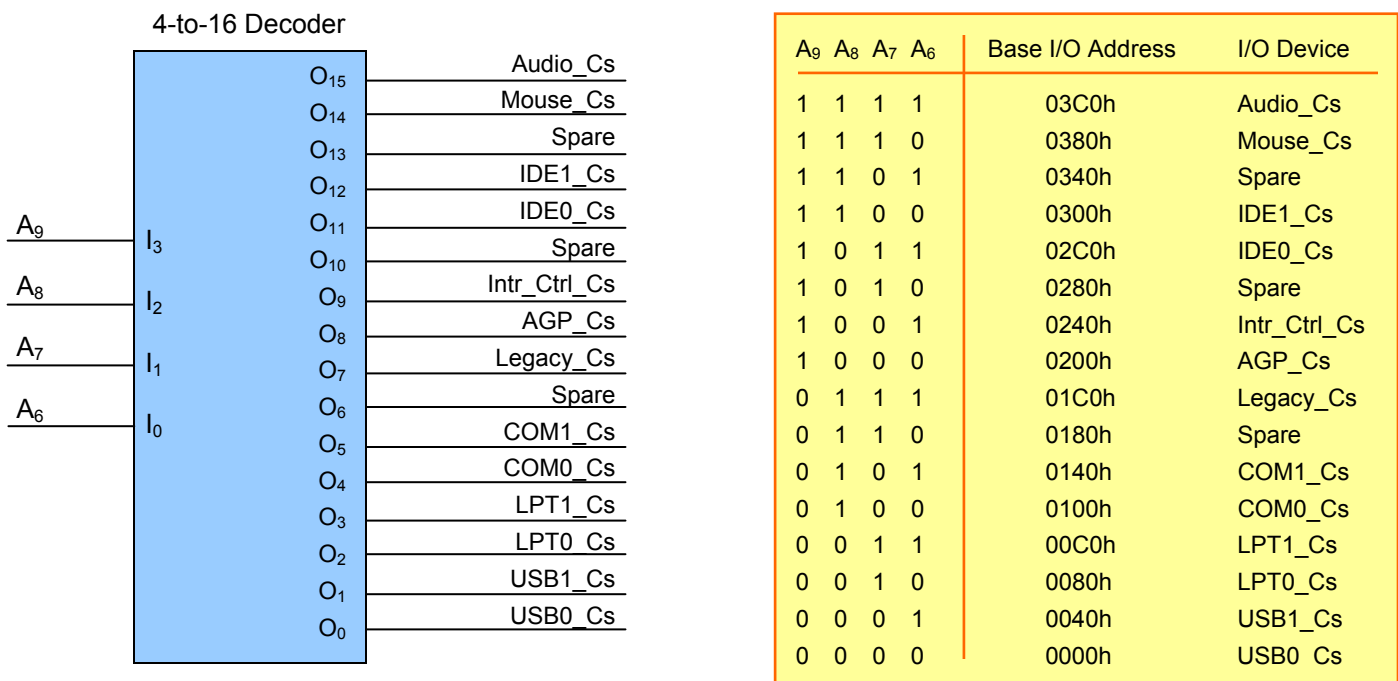 4-to-16 Decoder
O₁₅ Audio_Cs
O₁₄ Mouse_Cs
O₁₃ Spare
O₁₂ IDE1_Cs
A₉ I₃ O₁₁ IDE0_Cs
O₁₀ Spare
A₈ I₂ O₉ Intr_Ctrl_Cs
O₈ AGP_Cs
A₇ I₁ O₇ Legacy_Cs
O₆ Spare
A₆ I₀ O₅ COM1_Cs
O₄ COM0_Cs
O₃ LPT1_Cs
O₂ LPT0_Cs
O₁ USB1_Cs
O₀ USB0_Cs
A₉ A₈ A₇ A₆ Base I/O Address I/O Device
1 1 1 1 03C0h Audio_Cs
1 1 1 0 0380h Mouse_Cs
1 1 0 1 0340h Spare
1 1 0 0 0300h IDE1_Cs
1 0 1 1 02C0h IDE0_Cs
1 0 1 0 0280h Spare
1 0 0 1 0240h Intr_Ctrl_Cs
1 0 0 0 0200h AGP_Cs
0 1 1 1 01C0h Legacy_Cs
0 1 1 0 0180h Spare
0 1 0 1 0140h COM1_Cs
0 1 0 0 0100h COM0_Cs
0 0 1 1 00C0h LPT1_Cs
0 0 1 0 0080h LPT0_Cs
0 0 0 1 0040h USB1_Cs
0 0 0 0 0000h USB0_Cs